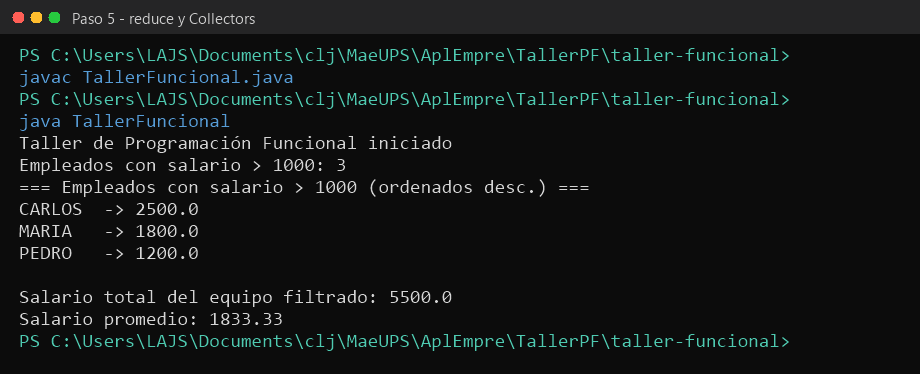 Paso 5 - reduce y Collectors
PS C:\Users\LAJS\Documents\clj\MaeUPS\AplEmpre\TallerPF\taller-funcional>
javac TallerFuncional.java
PS C:\Users\LAJS\Documents\clj\MaeUPS\AplEmpre\TallerPF\taller-funcional>
java TallerFuncional
Taller de Programación Funcional iniciado
Empleados con salario > 1000: 3
=== Empleados con salario > 1000 (ordenados desc.) ===
CARLOS  -> 2500.0
MARIA   -> 1800.0
PEDRO   -> 1200.0
Salario total del equipo filtrado: 5500.0
Salario promedio: 1833.33
PS C:\Users\LAJS\Documents\clj\MaeUPS\AplEmpre\TallerPF\taller-funcional>